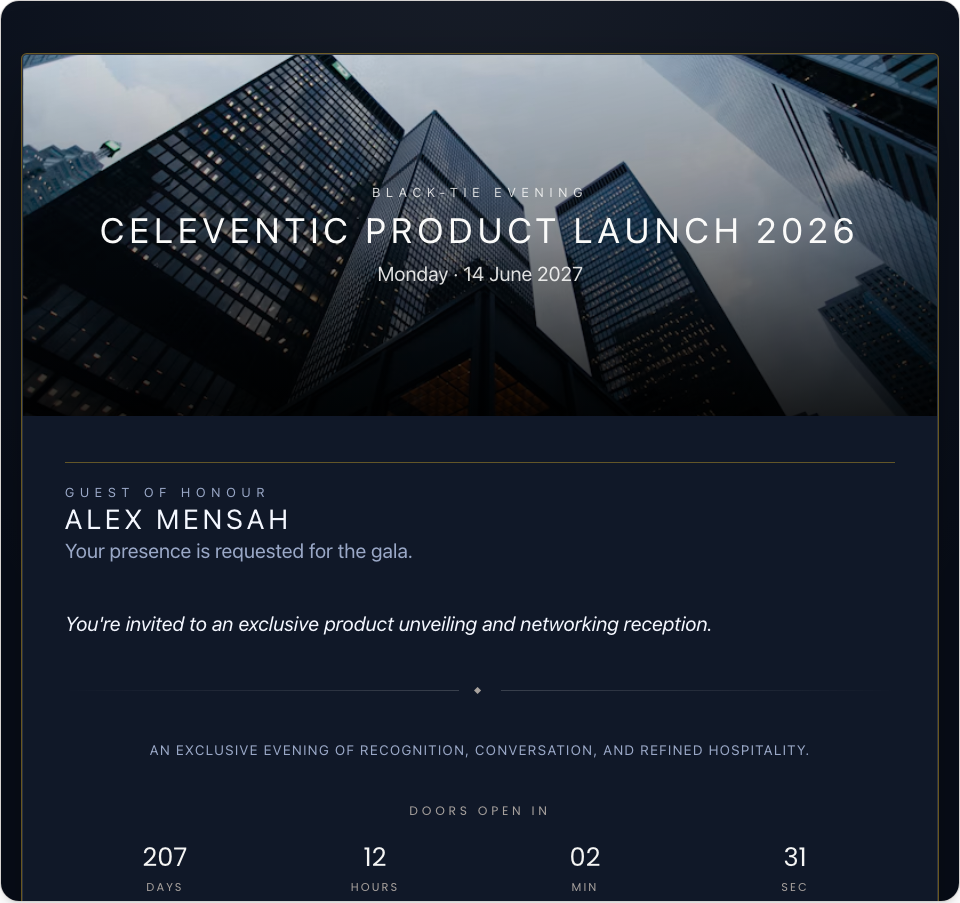 BLACK-TIE EVENING
CELEVENTIC PRODUCT LAUNCH 2026
Monday · 14 June 2027
GUEST OF HONOUR
ALEX MENSAH
Your presence is requested for the gala.
You're invited to an exclusive product unveiling and networking reception.
AN EXCLUSIVE EVENING OF RECOGNITION, CONVERSATION, AND REFINED HOSPITALITY.
DOORS OPEN IN
207 12 02 31
DAYS HOURS MIN SEC